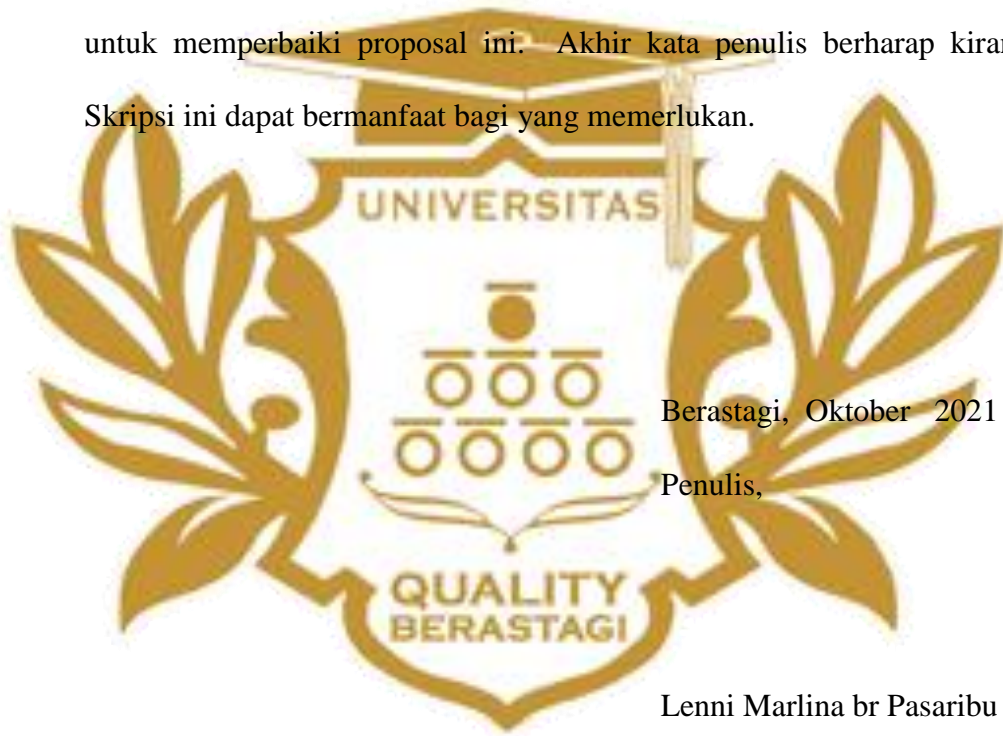 untuk memperbaiki proposal ini. Akhir kata penulis berharap
Skripsi ini dapat bermanfaat bagi yang memerlukan.
UNIVERSITAS
Berastagi, Oktober 2021
Penulis,
QUALITY
BERASTAGI
Lenni Marlina br Pasaribu